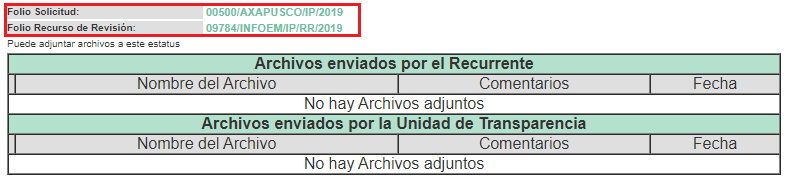 Folio Solicitud: 00500/AXAPUSCO/IP/2019
Folio Recurso de Revisión: 09784/INFOEM/IP/RR/2019
Puede adjuntar archivos a este estatus
Archivos enviados por el Recurrente
Nombre del Archivo Comentarios Fecha
No hay Archivos adjuntos
Archivos enviados por la Unidad de Transparencia
Nombre del Archivo Comentarios Fecha
No hay Archivos adjuntos